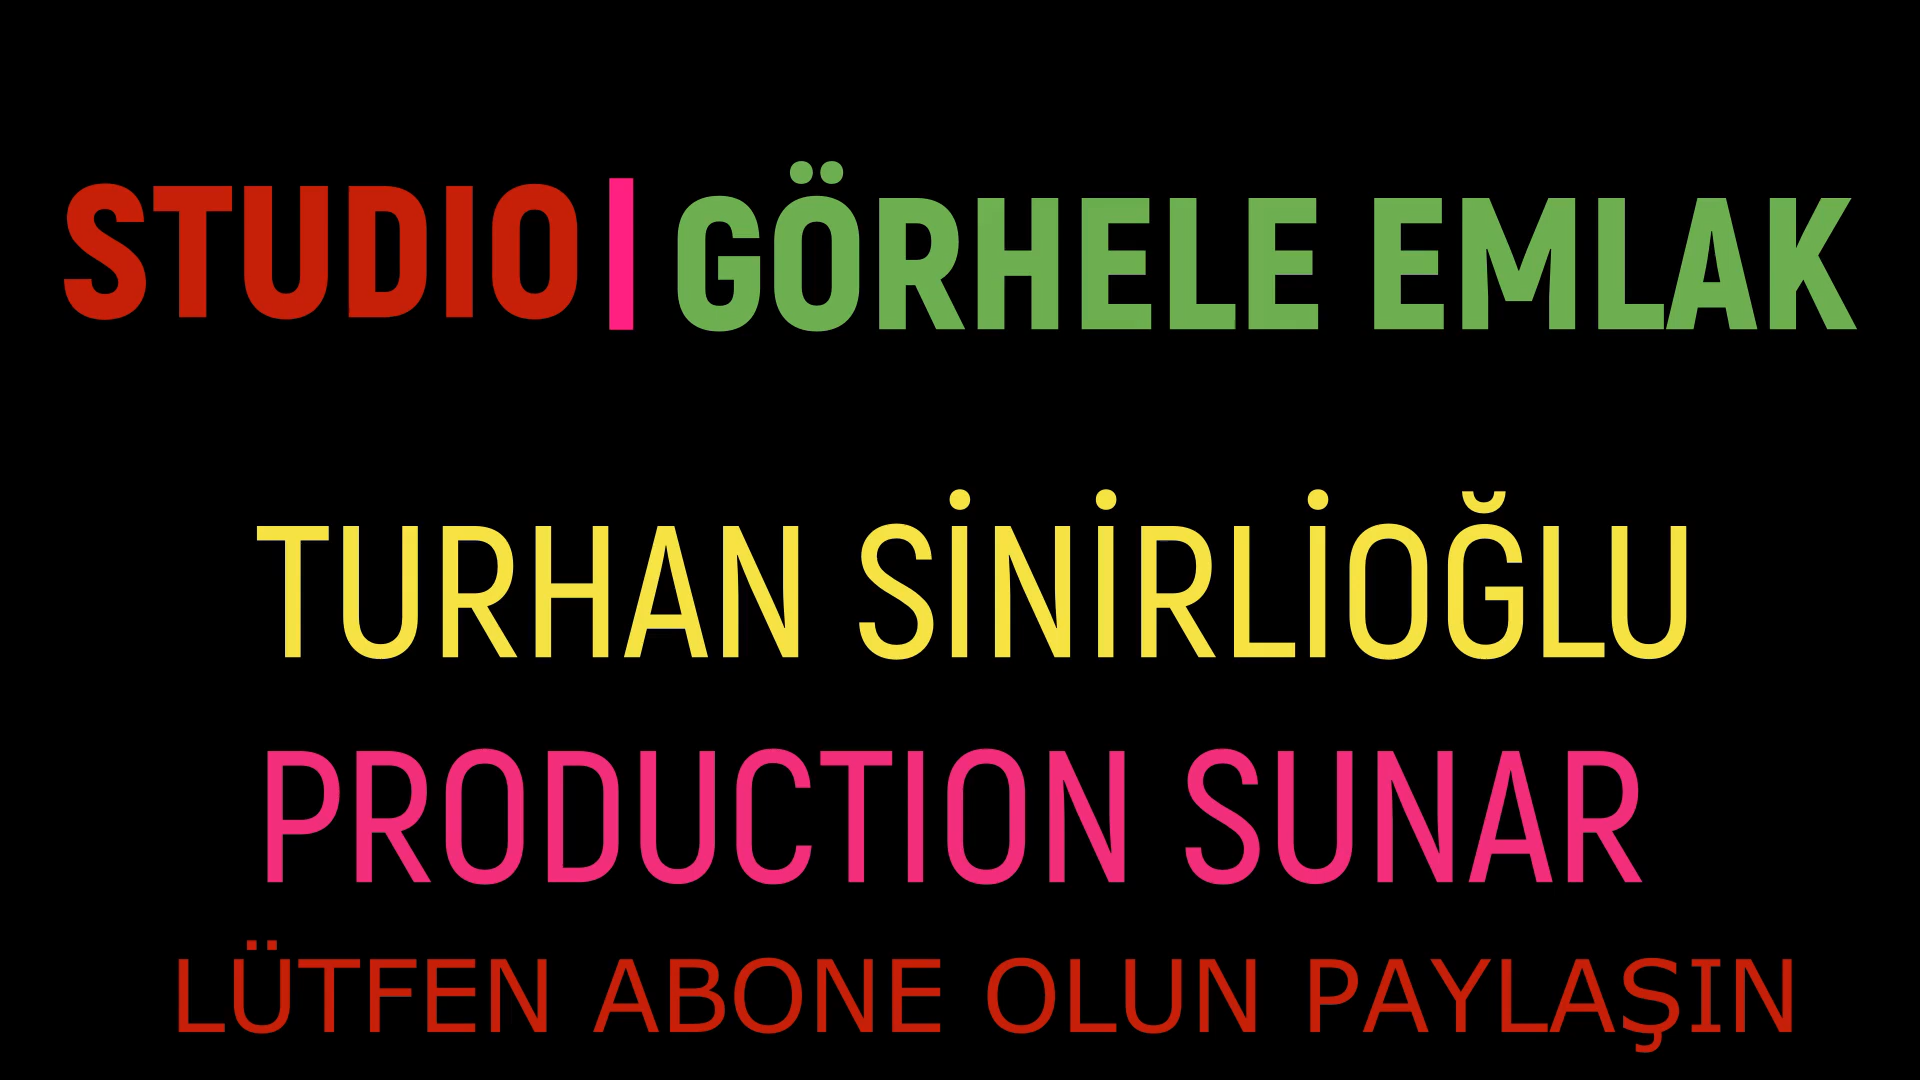 STUDIO | GÖRHELE EMLAK
TURHAN SİNİRLİOĞLU
PRODUCTION SUNAR
LÜTFEN ABONE OLUN PAYLAŞIN